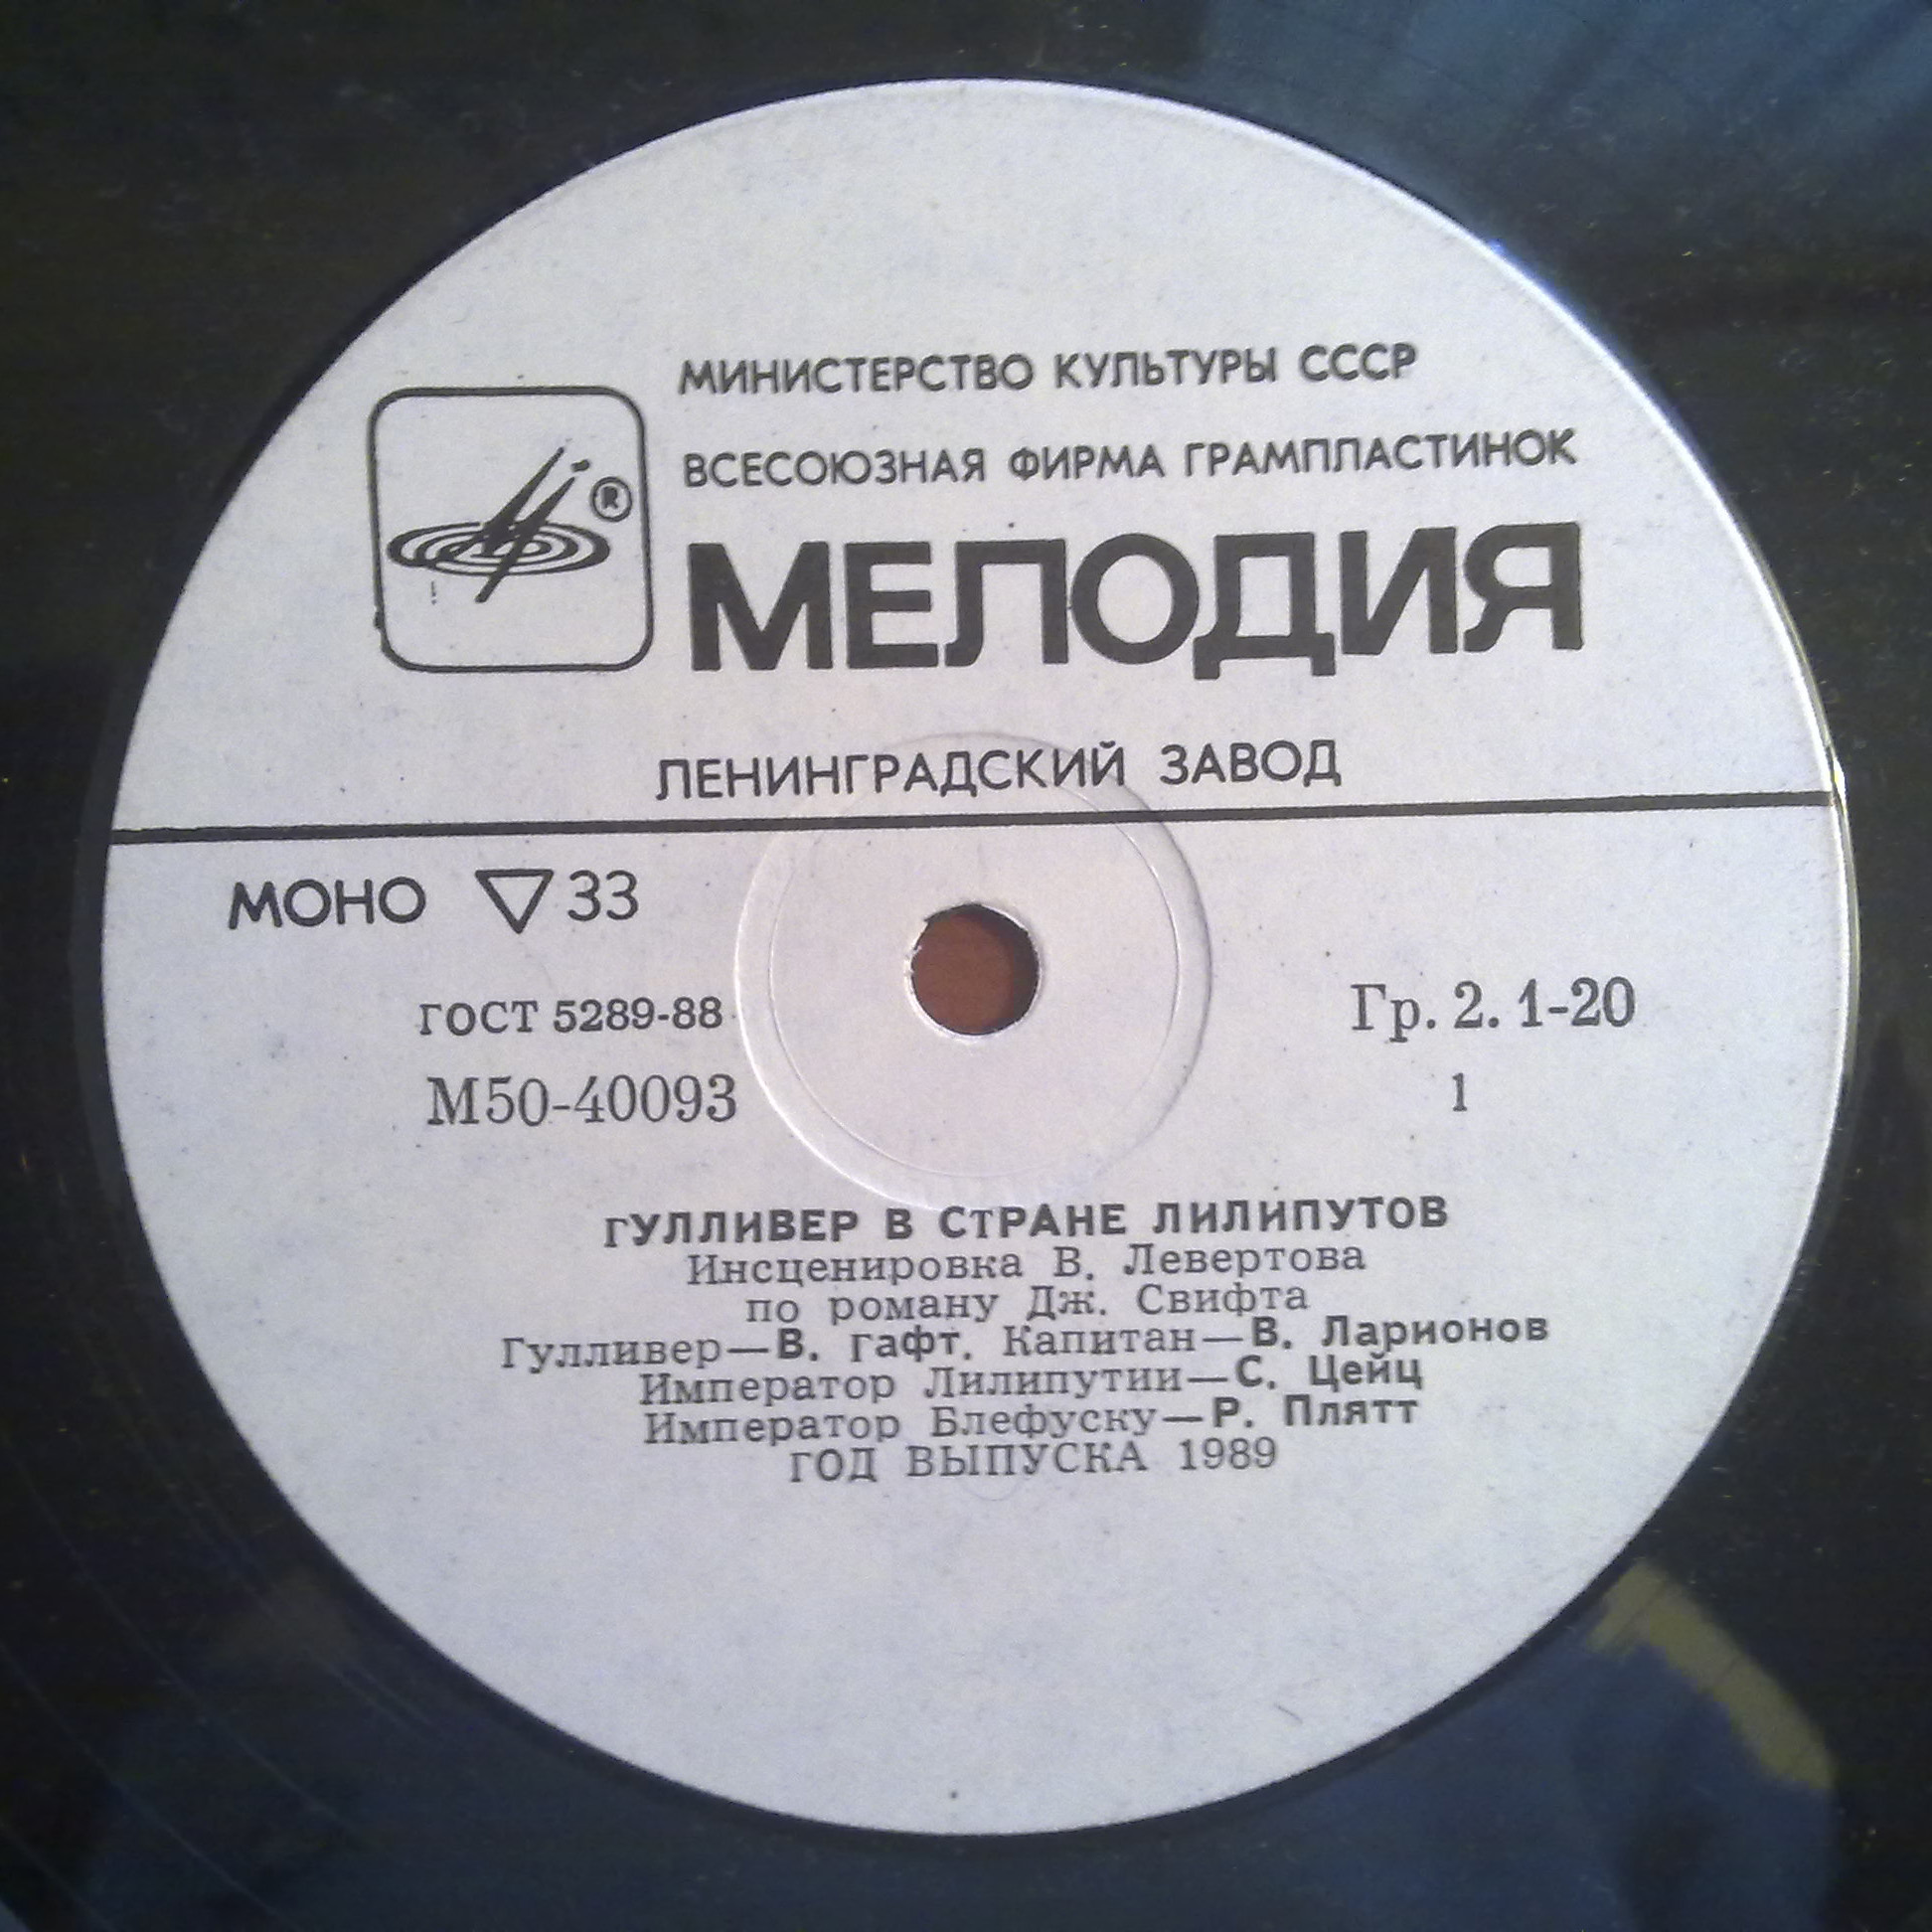 МИНИСТЕРСТВО КУЛЬТУРЫ СССР
ВСЕСОЮЗНАЯ ФИРМА ГРАМПЛАСТИНОК
®
МЕЛОДИЯ
ЛЕНИНГРАДСКИЙ ЗАВОД
МОНО ▽ 33
ГОСТ 5289-88
Гр. 2. 1-20
М50-40093
1
ГУЛЛИВЕР В СТРАНЕ ЛИЛИПУТОВ
Инсценировка В. Левертова
по роману Дж. Свифта
Гулливер—В. гафт. Капитан—В. Ларионов
Император Лилипутии—С. Цейц
Император Блефуску—Р. Плятт
ГОД ВЫПУСКА 1989